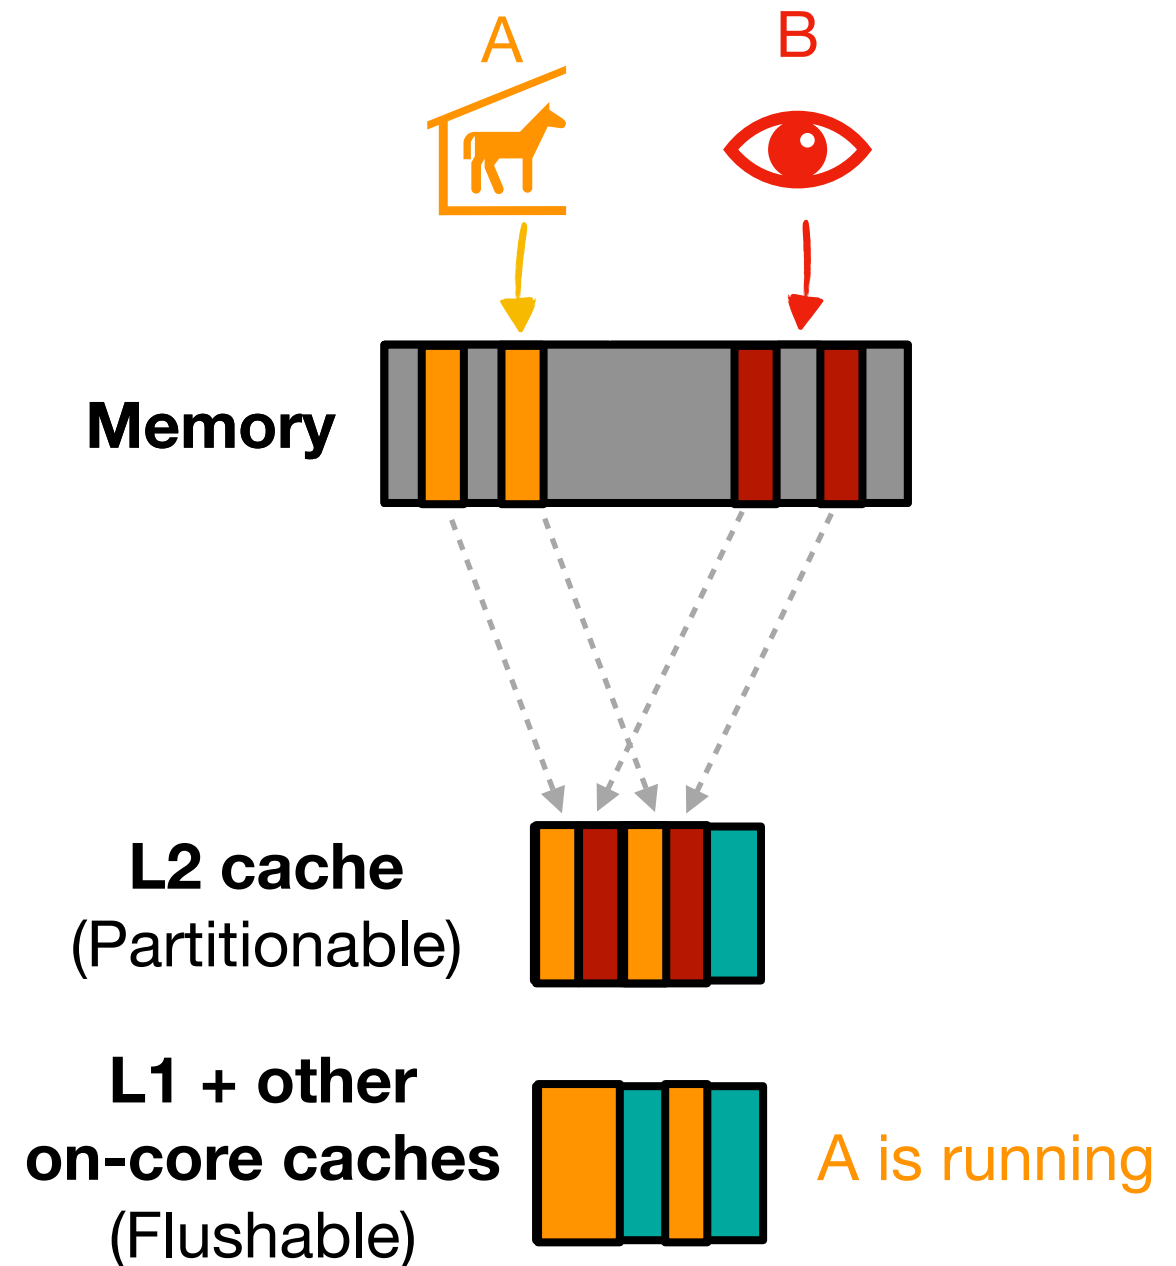 A
B
Memory
L2 cache
(Partitionable)
L1 + other
on-core caches
(Flushable)
A is running